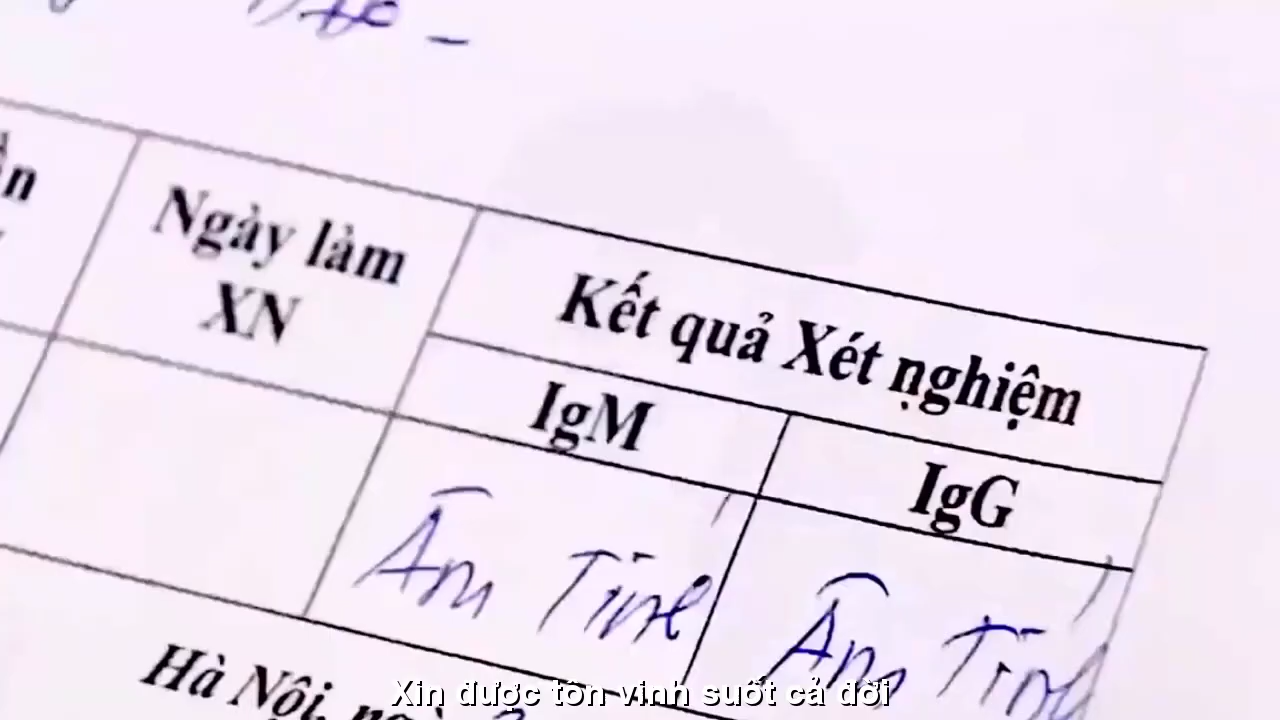 Ngày làm
XN
Kết quả Xét nghiệm
IgM
IgG
Âm Tính
Âm Tính
Hà Nội,
Xin được tôn vinh suốt cả đời